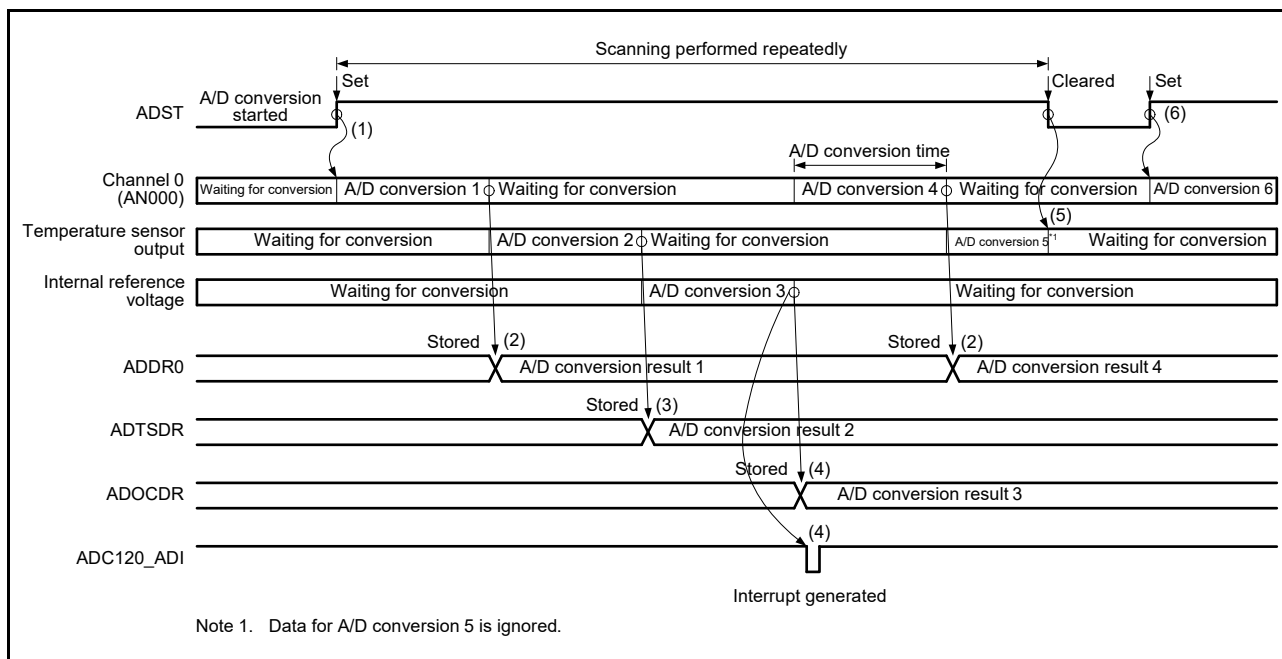 Scanning performed repeatedly
Set
Cleared
Set
A/D conversion
started
ADST
(1)
(6)
A/D conversion time
Channel 0
(AN000)
Waiting for conversion
A/D conversion 1
Waiting for conversion
A/D conversion 4
Waiting for conversion
A/D conversion 6
(5)
Temperature sensor
output
Waiting for conversion
A/D conversion 2
Waiting for conversion
A/D conversion 5*1
Waiting for conversion
Internal reference
voltage
Waiting for conversion
A/D conversion 3
Waiting for conversion
Stored
(2)
Stored
(2)
ADDR0
A/D conversion result 1
A/D conversion result 4
Stored
(3)
ADTSDR
A/D conversion result 2
Stored
(4)
ADOCDR
A/D conversion result 3
(4)
ADC120_ADI
Interrupt generated
Note 1. Data for A/D conversion 5 is ignored.